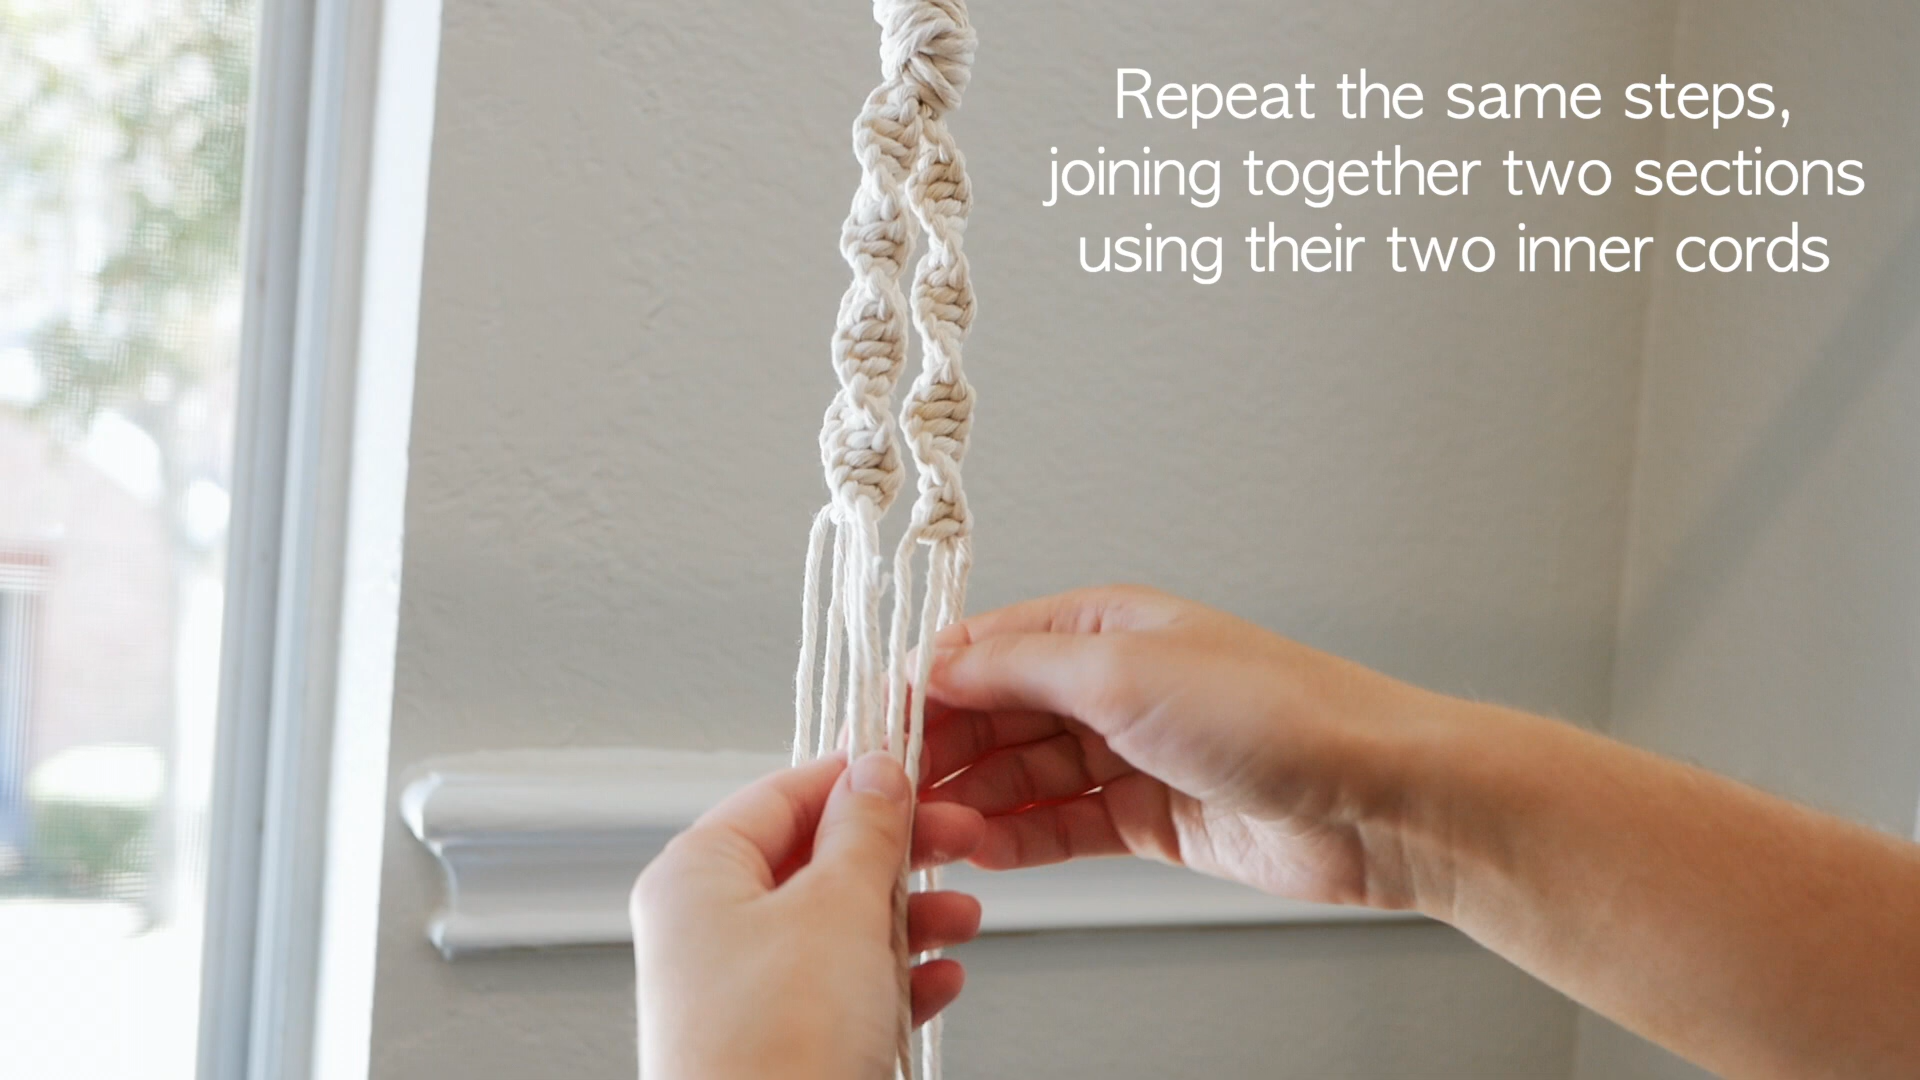 Repeat the same steps,
joining together two sections
using their two inner cords